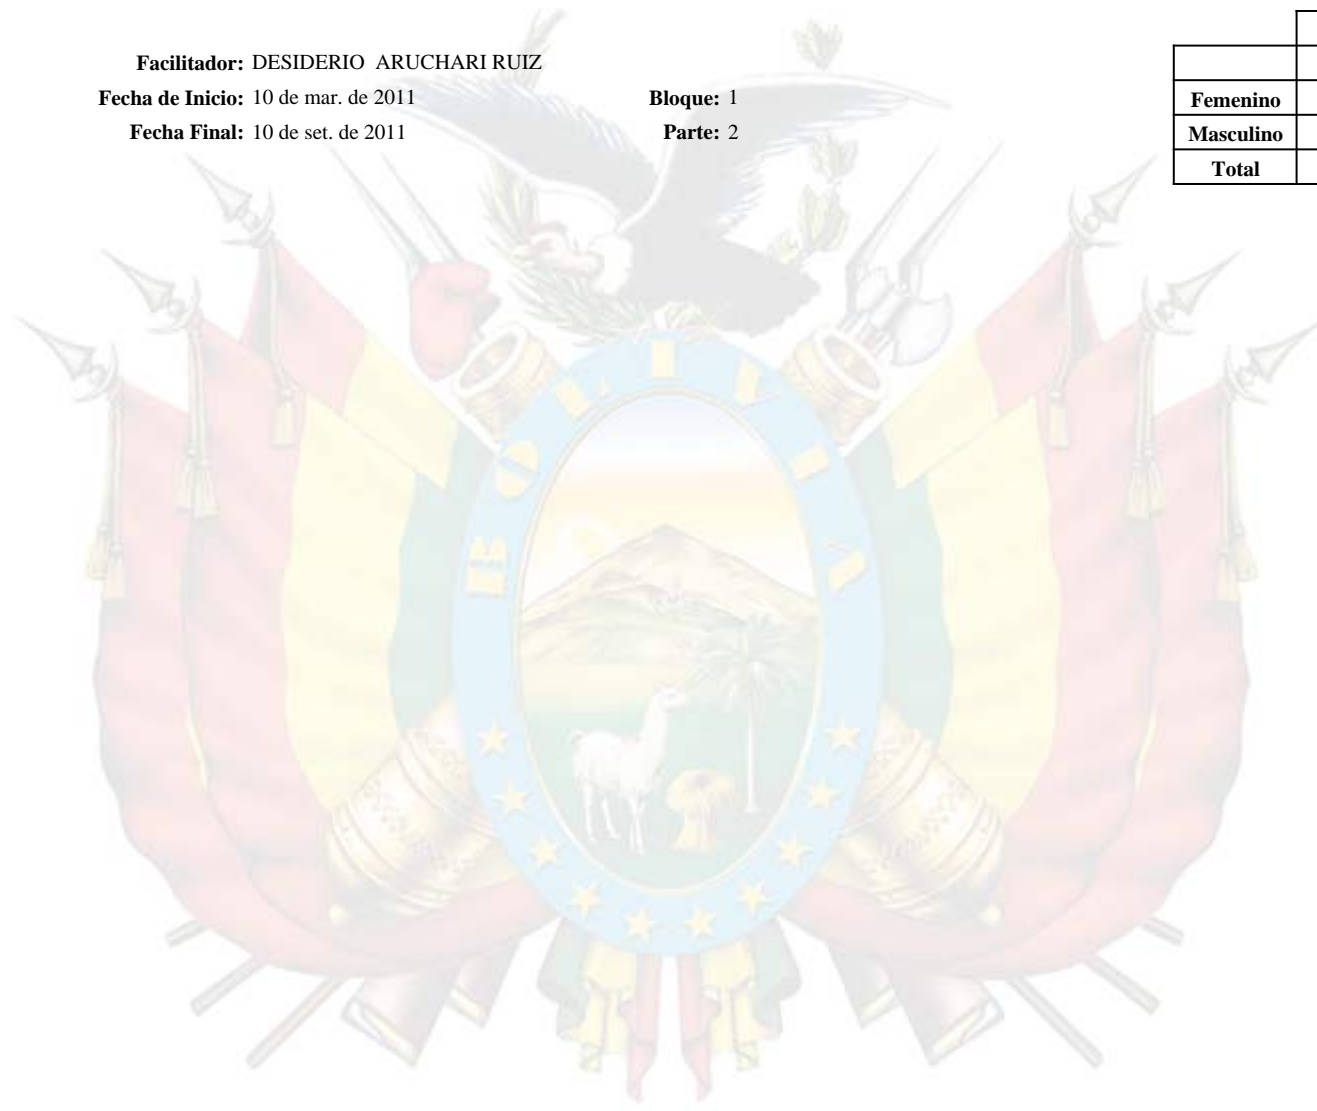 Facilitador: DESIDERIO ARUCHARI RUIZ
Fecha de Inicio: 10 de mar. de 2011 Bloque: 1
Fecha Final: 10 de set. de 2011 Parte: 2
Femenino
Masculino
Total
BOLIVIA